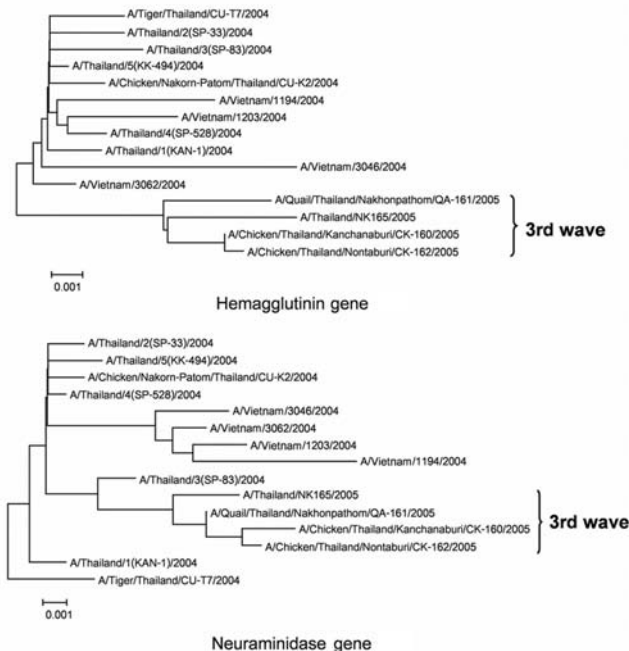 A/Tiger/Thailand/CU-T7/2004
A/Thailand/2(SP-33)/2004
A/Thailand/3(SP-83)/2004
A/Thailand/5(KK-494)/2004
A/Chicken/Nakorn-Patom/Thailand/CU-K2/2004
A/Vietnam/1194/2004
A/Vietnam/1203/2004
A/Thailand/4(SP-528)/2004
A/Thailand/1(KAN-1)/2004
A/Vietnam/3046/2004
A/Vietnam/3062/2004
A/Quail/Thailand/Nakhonpathom/QA-161/2005
A/Thailand/NK165/2005
A/Chicken/Thailand/Kanchanaburi/CK-160/2005
A/Chicken/Thailand/Nontaburi/CK-162/2005
3rd wave
0.001
Hemagglutinin gene
A/Thailand/2(SP-33)/2004
A/Thailand/5(KK-494)/2004
A/Chicken/Nakorn-Patom/Thailand/CU-K2/2004
A/Thailand/4(SP-528)/2004
A/Vietnam/3046/2004
A/Vietnam/3062/2004
A/Vietnam/1203/2004
A/Vietnam/1194/2004
A/Thailand/3(SP-83)/2004
A/Thailand/NK165/2005
A/Quail/Thailand/Nakhonpathom/QA-161/2005
A/Chicken/Thailand/Kanchanaburi/CK-160/2005
A/Chicken/Thailand/Nontaburi/CK-162/2005
3rd wave
A/Thailand/1(KAN-1)/2004
A/Tiger/Thailand/CU-T7/2004
0.001
Neuraminidase gene